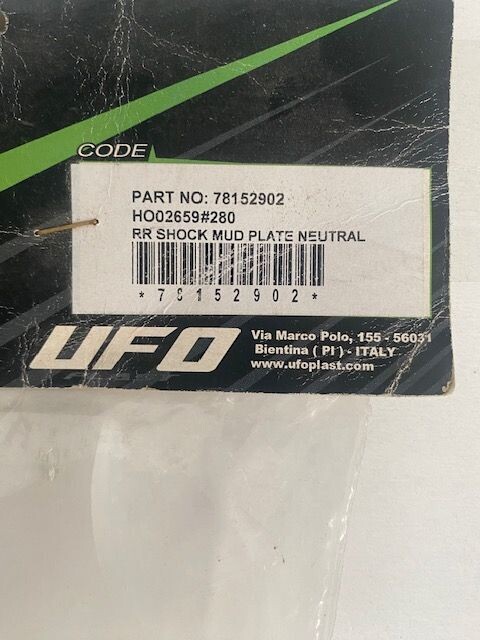 CODE
PART NO: 78152902
HO02659#280
RR SHOCK MUD PLATE NEUTRAL
*78152902*
UFO
Via Marco Polo, 155 - 56031
Bientina ( PI ) - ITALY
www.ufoplast.com